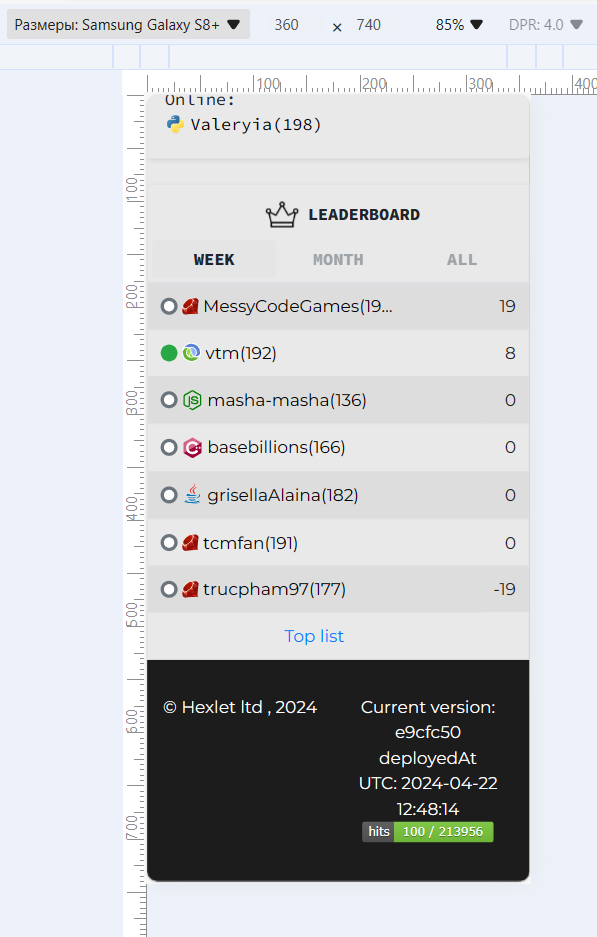 Размеры: Samsung Galaxy S8+ ▼ 360 × 740 85% ▼ DPR: 4.0 ▼
100 200 300 400
Online:
Valeryia(198)
LEADERBOARD
WEEK MONTH ALL
MessyCodeGames(19... 19
vtm(192) 8
masha-masha(136) 0
basebillions(166) 0
grisellaAlaina(182) 0
tcmfan(191) 0
trucpham97(177) -19
Top list
© Hexlet ltd , 2024
Current version:
e9cfc50
deployedAt
UTC: 2024-04-22
12:48:14
hits 100 / 213956
100
200
300
400
500
600
700